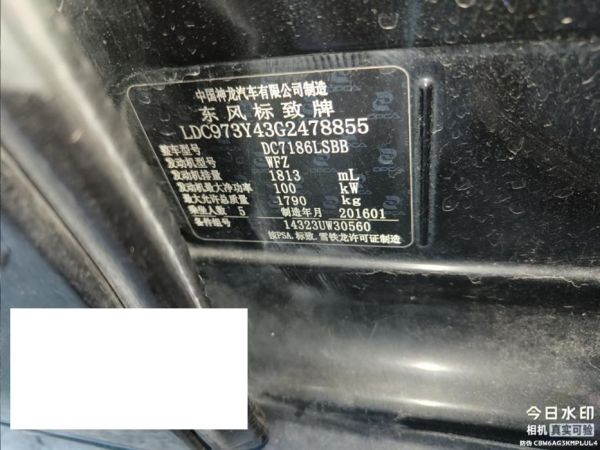 中国神龙汽车有限公司制造
东风标致牌
LDC973Y43G2478855
整车型号 DC7186LSBB
发动机型号 WFZ
发动机排量 1813 mL
发动机最大净功率 100 kW
最大允许总质量 1790 kg
乘坐人数 5 制造年月 201601
备件组号 14323UW30560
按PSA.标致.雪铁龙许可证制造
今日水印
相机 真实可验
防伪 CBW6AG3KMPLUL4